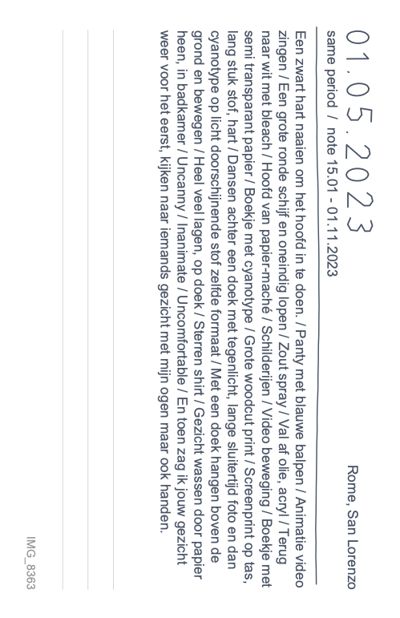 01.05.2023
same period / note 15.01 - 01.11.2023
Rome, San Lorenzo
Een zwart hart naaien om het hoofd in te doen. / Panty met blauwe balpen / Animatie video
zingen / Een grote ronde schijf en oneindig lopen / Zout spray / Val af olie, acryl / Terug
naar wit met bleach / Hoofd van papier-maché / Schilderijen / Video beweging / Boekje met
semi transparant papier / Boekje met cyanotype / Grote woodcut print / Screenprint op tas,
lang stuk stof, hart / Dansen achter een doek met tegenlicht, lange sluitertijd foto en dan
cyanotype op licht doorschijnende stof zelfde formaat / Met een doek hangen boven de
grond en bewegen / Heel veel lagen, op doek / Sterren shirt / Gezicht wassen door papier
heen, in badkamer / Uncanny / Inanimate / Uncomfortable / En toen zag ik jouw gezicht
weer voor het eerst, kijken naar iemands gezicht met mijn ogen maar ook handen.
IMG_8363